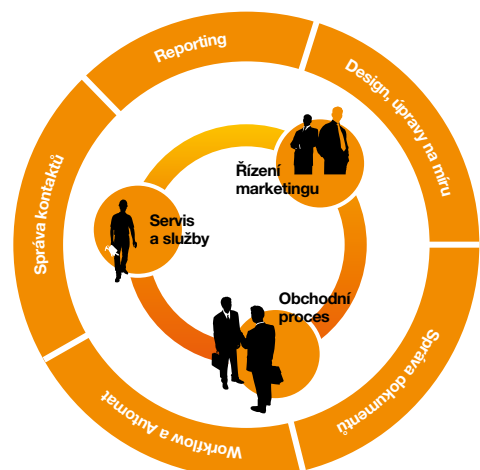 Reporting
Design, úpravy na míru
Správa dokumentů
Workflow a Automat
Správa kontaktů
Řízení
marketingu
Servis
a služby
Obchodní
proces